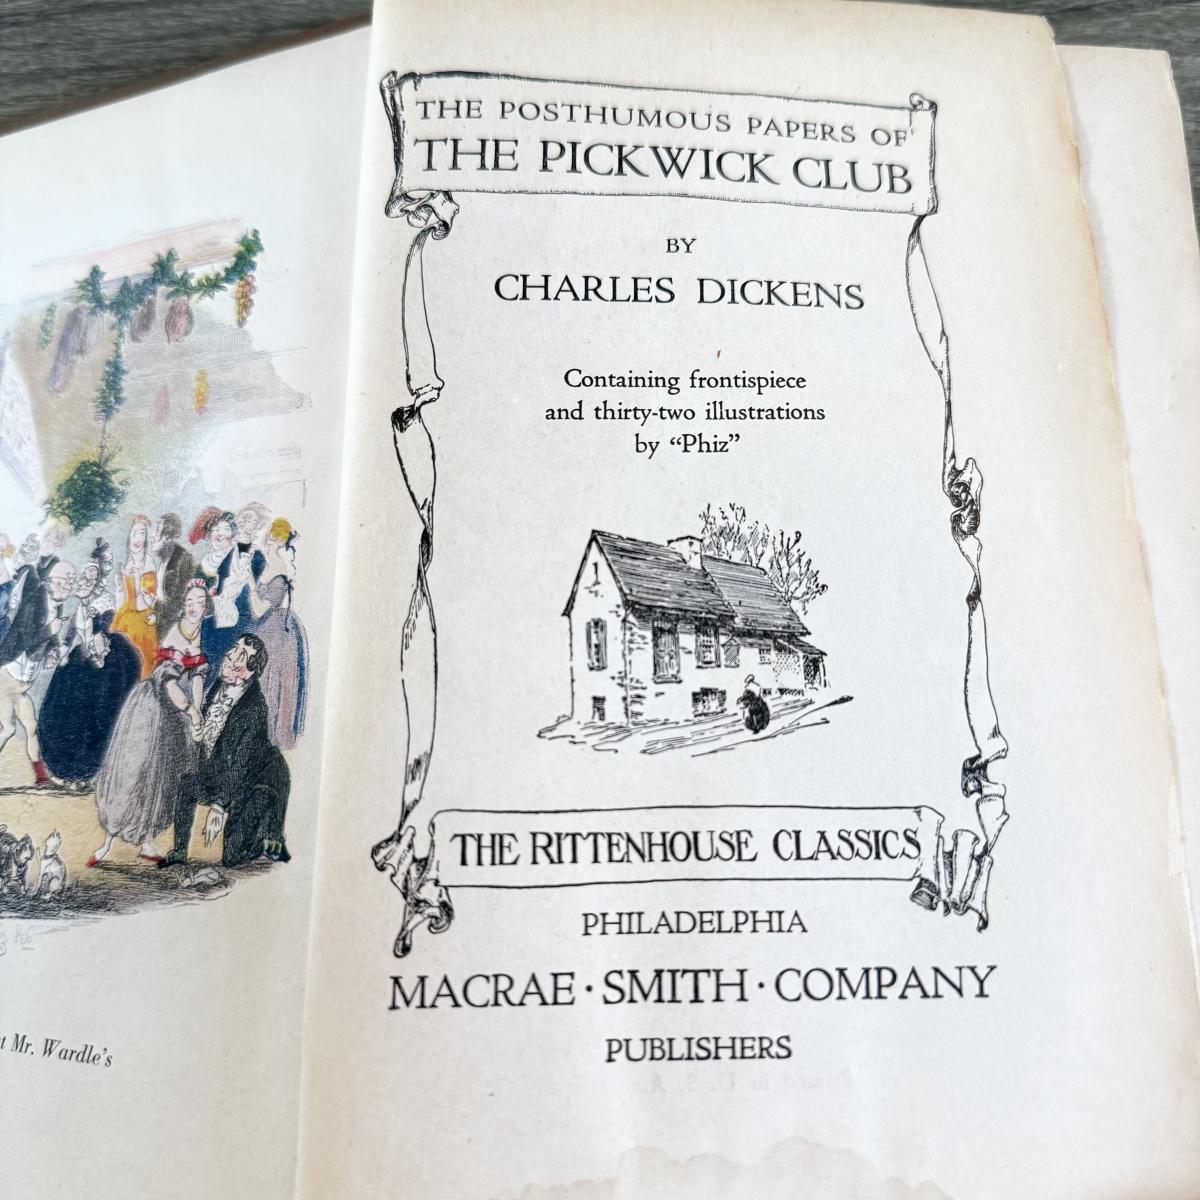 THE POSTHUMOUS PAPERS OF
THE PICKWICK CLUB
BY
CHARLES DICKENS
Containing frontispiece
and thirty-two illustrations
by “Phiz”
THE RITTENHOUSE CLASSICS
PHILADELPHIA
MACRAE · SMITH · COMPANY
PUBLISHERS
Mr. Wardle's